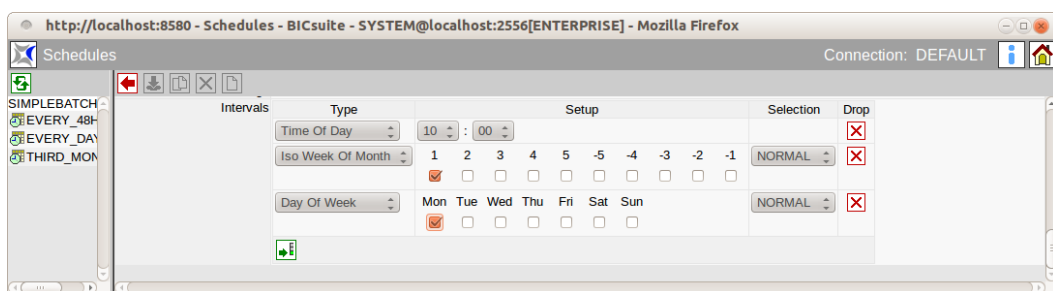 http://localhost:8580 - Schedules - BICsuite - SYSTEM@localhost:2556[ENTERPRISE] - Mozilla Firefox
Schedules Connection: DEFAULT
SIMPLEBATCH
EVERY_48H
EVERY_DAY
THIRD_MON
Intervals Type Setup Selection Drop
Time Of Day 10 : 00
Iso Week Of Month 1 2 3 4 5 -5 -4 -3 -2 -1 NORMAL
Day Of Week Mon Tue Wed Thu Fri Sat Sun NORMAL